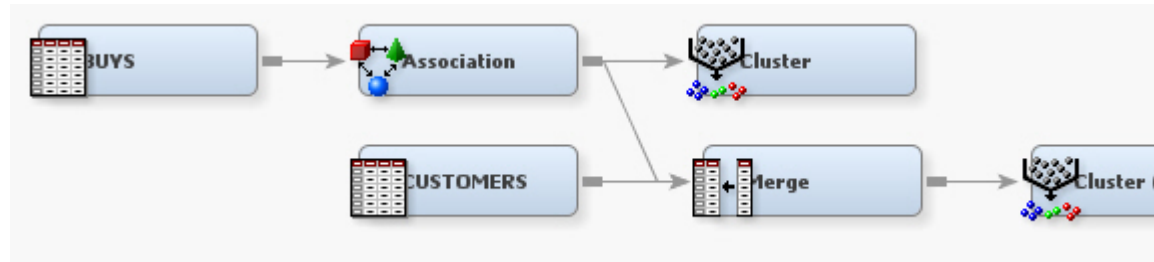 BUYS
Association
Cluster
CUSTOMERS
Merge
Cluster (